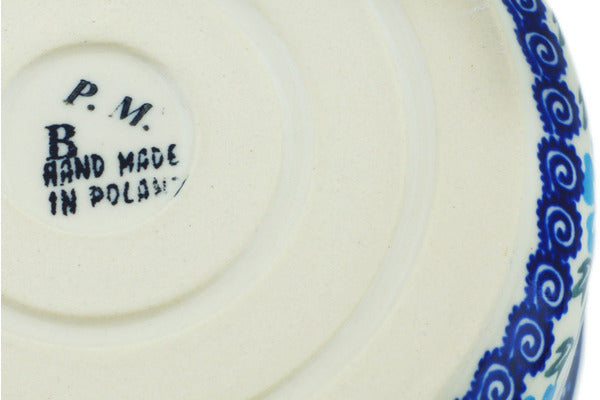 P. M.
B
HAND MADE
IN POLAND